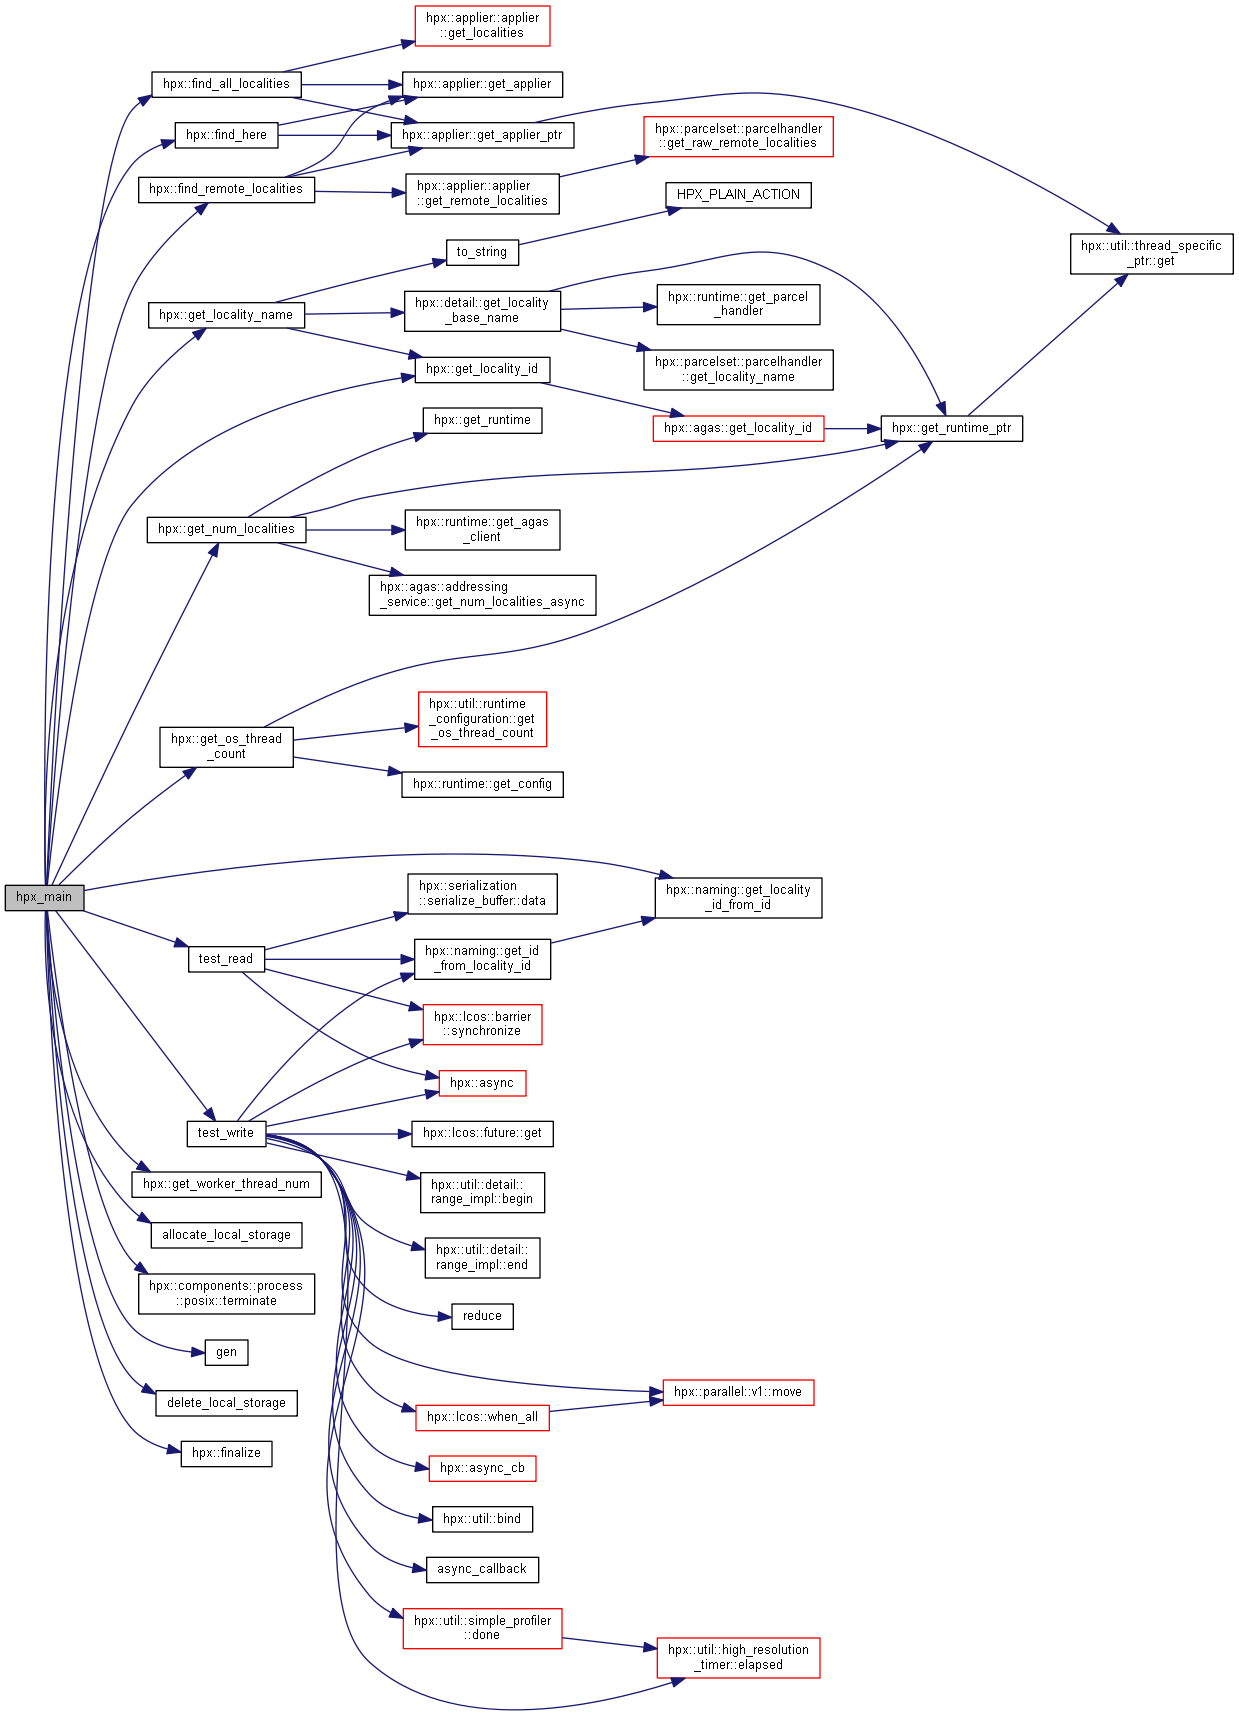 hpx::applier::applier
::get_localities
hpx::find_all_localities
hpx::applier::get_applier
hpx::find_here
hpx::applier::get_applier_ptr
hpx::parcelset::parcelhandler
::get_raw_remote_localities
hpx::find_remote_localities
hpx::applier::applier
::get_remote_localities
HPX_PLAIN_ACTION
to_string
hpx::util::thread_specific
_ptr::get
hpx::get_locality_name
hpx::detail::get_locality
_base_name
hpx::runtime::get_parcel
_handler
hpx::parcelset::parcelhandler
::get_locality_name
hpx::get_locality_id
hpx::get_runtime
hpx::agas::get_locality_id
hpx::get_runtime_ptr
hpx::get_num_localities
hpx::runtime::get_agas
_client
hpx::agas::addressing
_service::get_num_localities_async
hpx::util::runtime
_configuration::get
_os_thread_count
hpx::get_os_thread
_count
hpx::runtime::get_config
hpx_main
hpx::serialization
::serialize_buffer::data
hpx::naming::get_locality
_id_from_id
test_read
hpx::naming::get_id
_from_locality_id
hpx::lcos::barrier
::synchronize
hpx::async
test_write
hpx::lcos::future::get
hpx::get_worker_thread_num
hpx::util::detail::
range_impl::begin
allocate_local_storage
hpx::util::detail::
range_impl::end
hpx::components::process
::posix::terminate
reduce
gen
hpx::parallel::v1::move
delete_local_storage
hpx::lcos::when_all
hpx::finalize
hpx::async_cb
hpx::util::bind
async_callback
hpx::util::simple_profiler
::done
hpx::util::high_resolution
_timer::elapsed